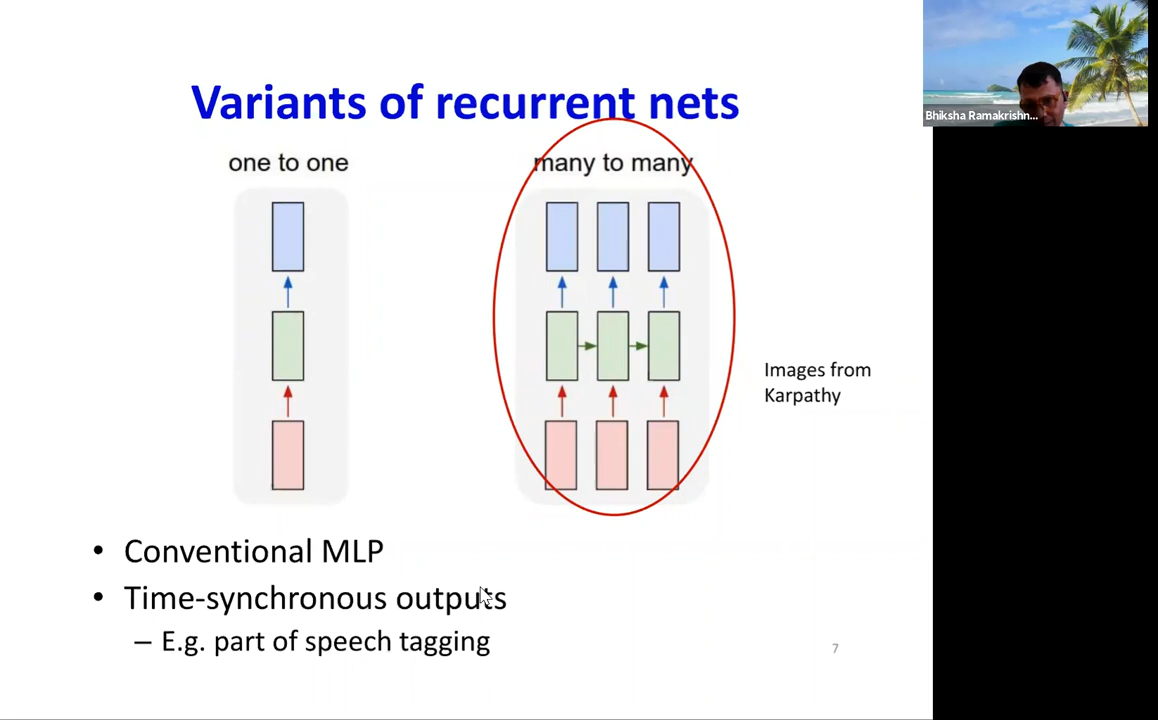 Variants of recurrent nets
one to one
many to many
Images from
Karpathy
• Conventional MLP
• Time-synchronous outputs
– E.g. part of speech tagging
7
Bhiksha Ramakrishn...